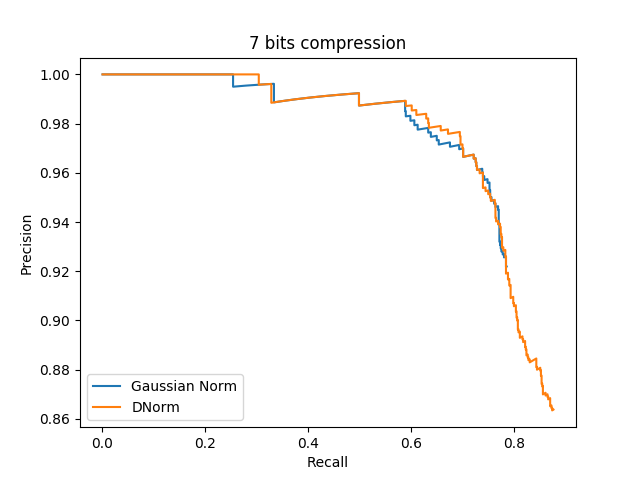 7 bits compression
1.00
0.98
0.96
0.94
0.92
0.90
0.88
0.86
Precision
Gaussian Norm
DNorm
0.0 0.2 0.4 0.6 0.8
Recall